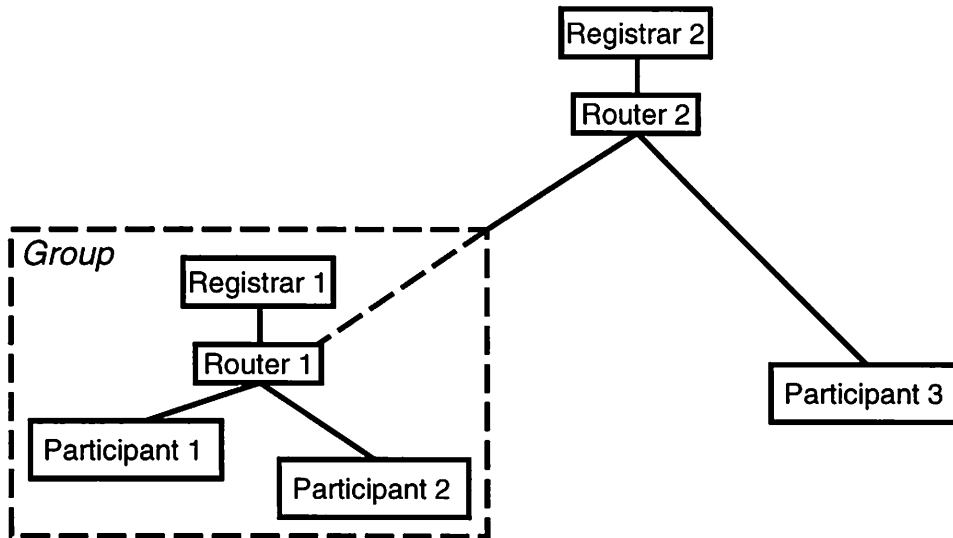 Registrar 2
Router 2
Group
Registrar 1
Router 1
Participant 3
Participant 1
Participant 2